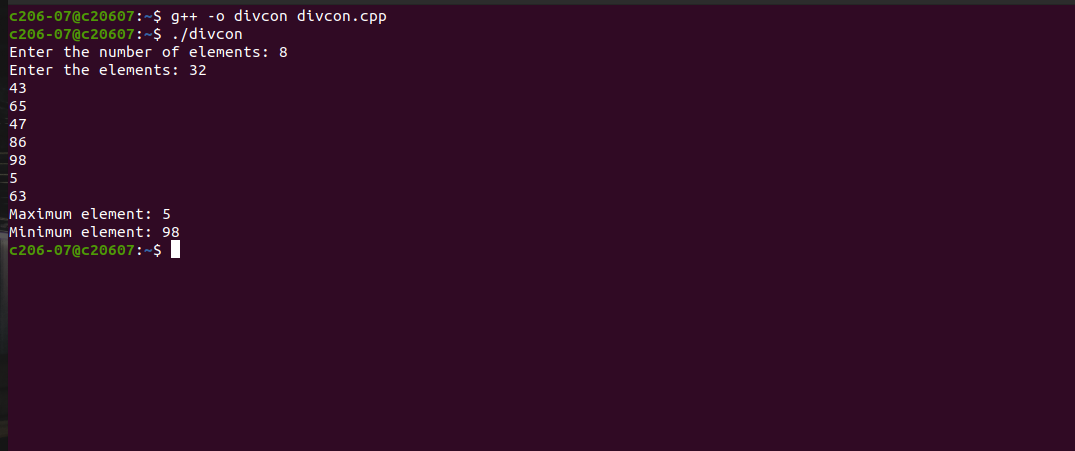 c206-07@c20607:~$ g++ -o divcon divcon.cpp
c206-07@c20607:~$ ./divcon
Enter the number of elements: 8
Enter the elements: 32
43
65
47
86
98
5
63
Maximum element: 5
Minimum element: 98
c206-07@c20607:~$